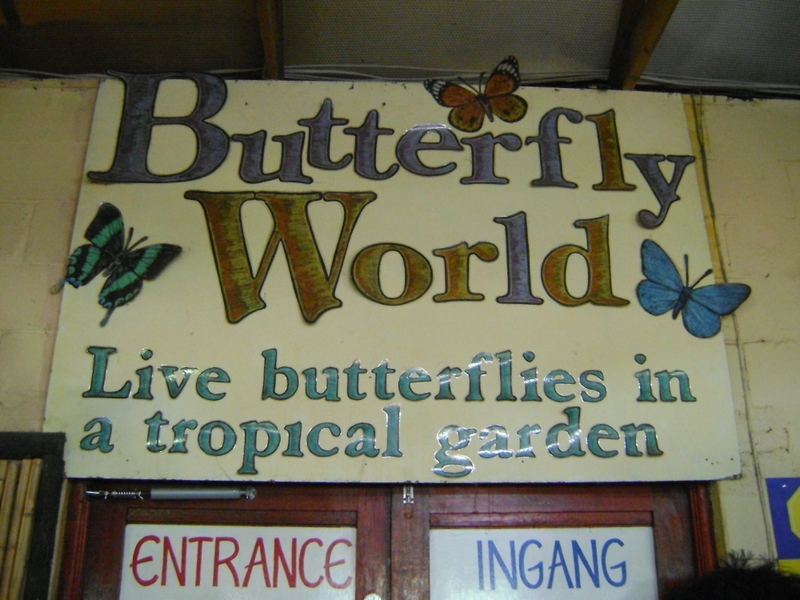 Butterfly
World
Live butterflies in
a tropical garden
ENTRANCE INGANG